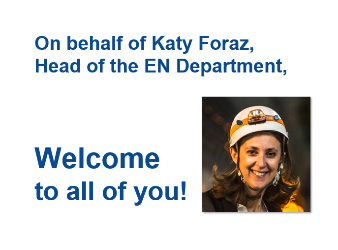 On behalf of Katy Foraz,
Head of the EN Department,
Welcome
to all of you!